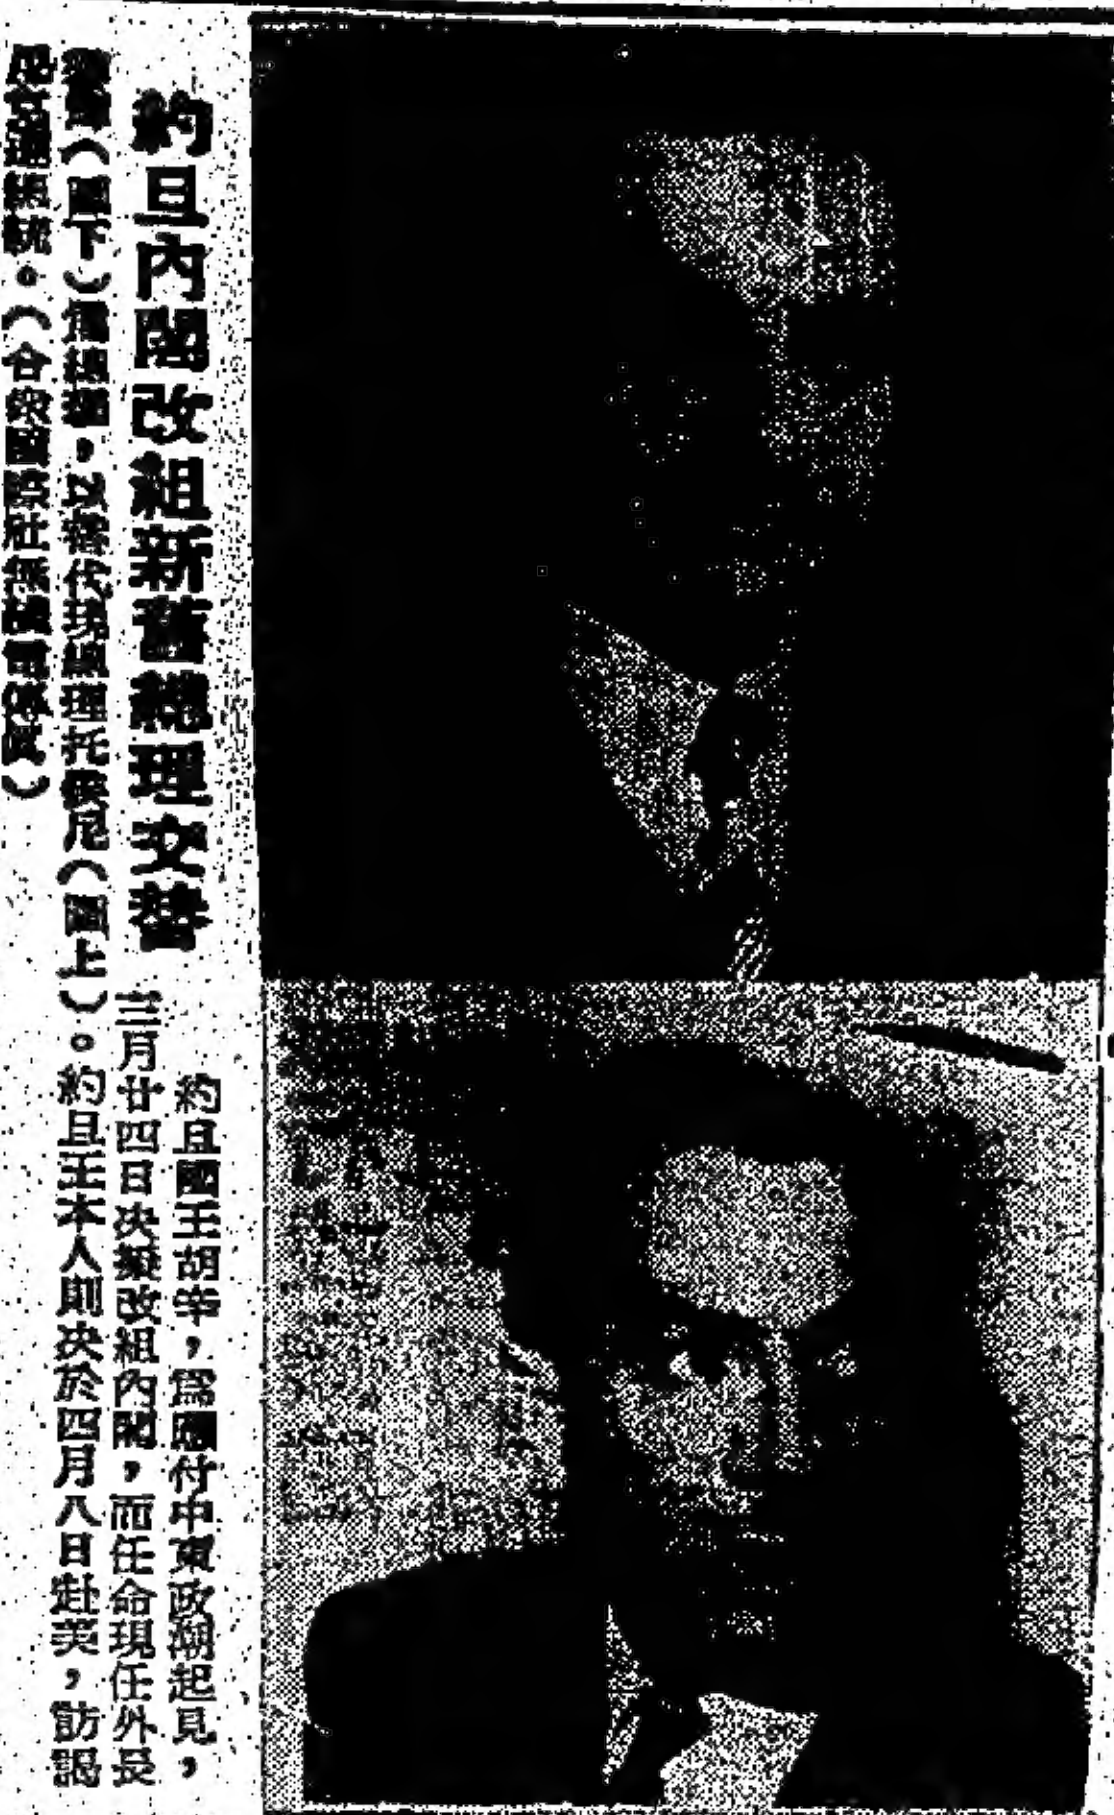 約旦內閣改組新舊總理交替
約旦國王胡笙,爲應付中東政潮起見,
三月廿四日決擬改組內閣,而任命現任外長
(圖下)爲總,以替代現總理托尼(圖上)。約旦王本人則決於四月八日赴美,訪謁
總統。(合衆國際社無線電傳眞)